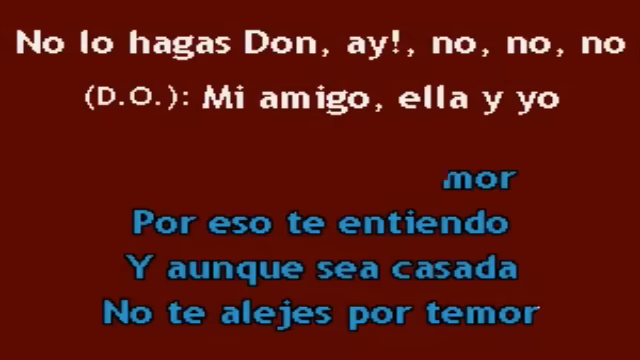 No lo hagas Don, ay!, no, no, no
(D.O.): Mi amigo, ella y yo
mor
Por eso te entiendo
Y aunque sea casada
No te alejes por temor